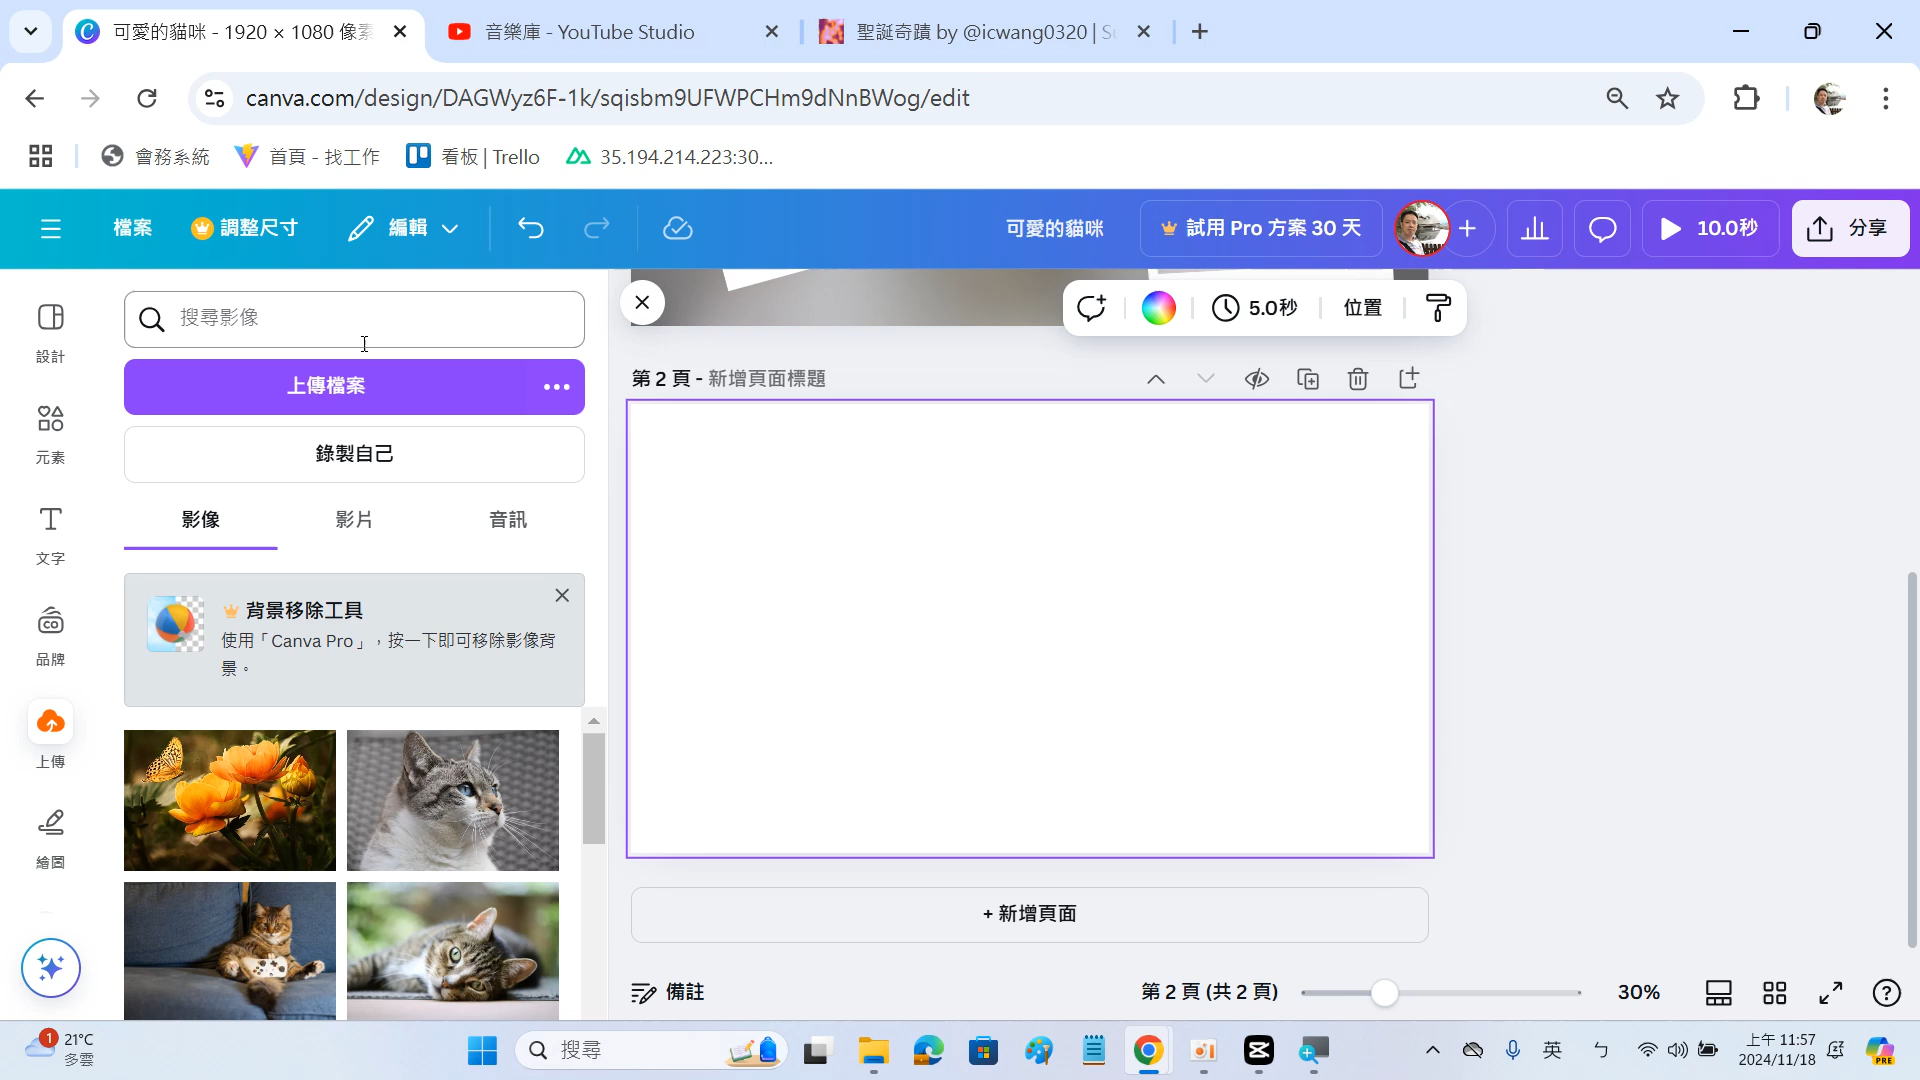 可愛的貓咪 - 1920 × 1080 像素
音樂庫 - YouTube Studio
聖誕奇蹟 by @icwang0320 | Su
canva.com/design/DAGWyz6F-1k/sqisbm9UFWPCHm9dNnBWog/edit
會務系統
首頁 - 找工作
看板 | Trello
35.194.214.223:30...
檔案
調整尺寸
編輯
可愛的貓咪
試用 Pro 方案 30 天
10.0秒
分享
設計
元素
文字
品牌
上傳
繪圖
搜尋影像
上傳檔案
錄製自己
影像
影片
音訊
背景移除工具
使用「Canva Pro」，按一下即可移除影像背
景。
5.0秒
位置
第 2 頁 - 新增頁面標題
+ 新增頁面
備註
第 2 頁 (共 2 頁)
30%
1
21°C
多雲
搜尋
英
ㄅ
上午 11:57
2024/11/18
PRE